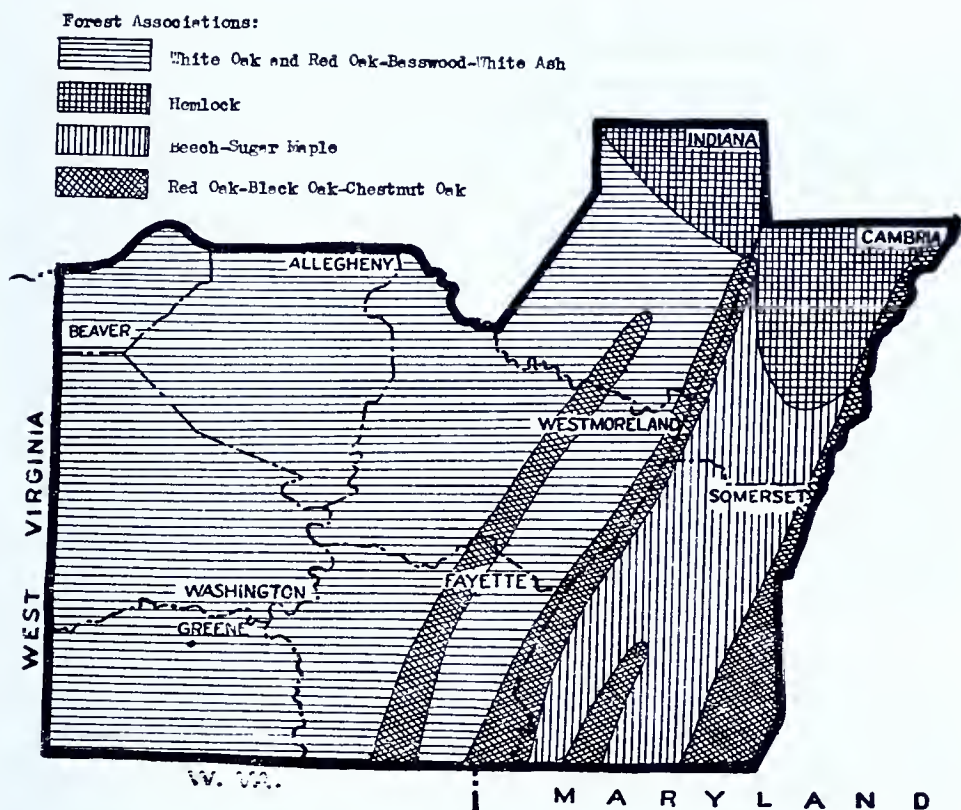 Forest Associations:
White Oak and Red Oak-Basswood-White Ash
Hemlock
Beech-Sugar Maple
Red Oak-Black Oak-Chestnut Oak
INDIANA
CAMBRIA
ALLEGHENY
BEAVER
WESTMORELAND
SOMERSET
WASHINGTON
FAYETTE
GREENE
WEST VIRGINIA
W. VA.
MARYLAND